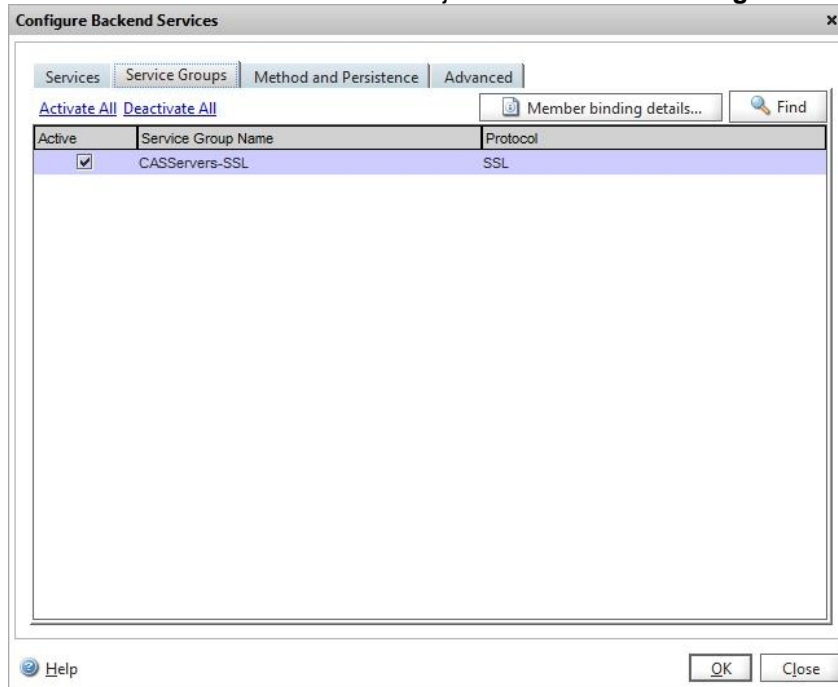 Configure Backend Services x
Services Service Groups Method and Persistence Advanced
Activate All Deactivate All Member binding details... Find
Active Service Group Name Protocol
CASServers-SSL SSL
Help OK Close